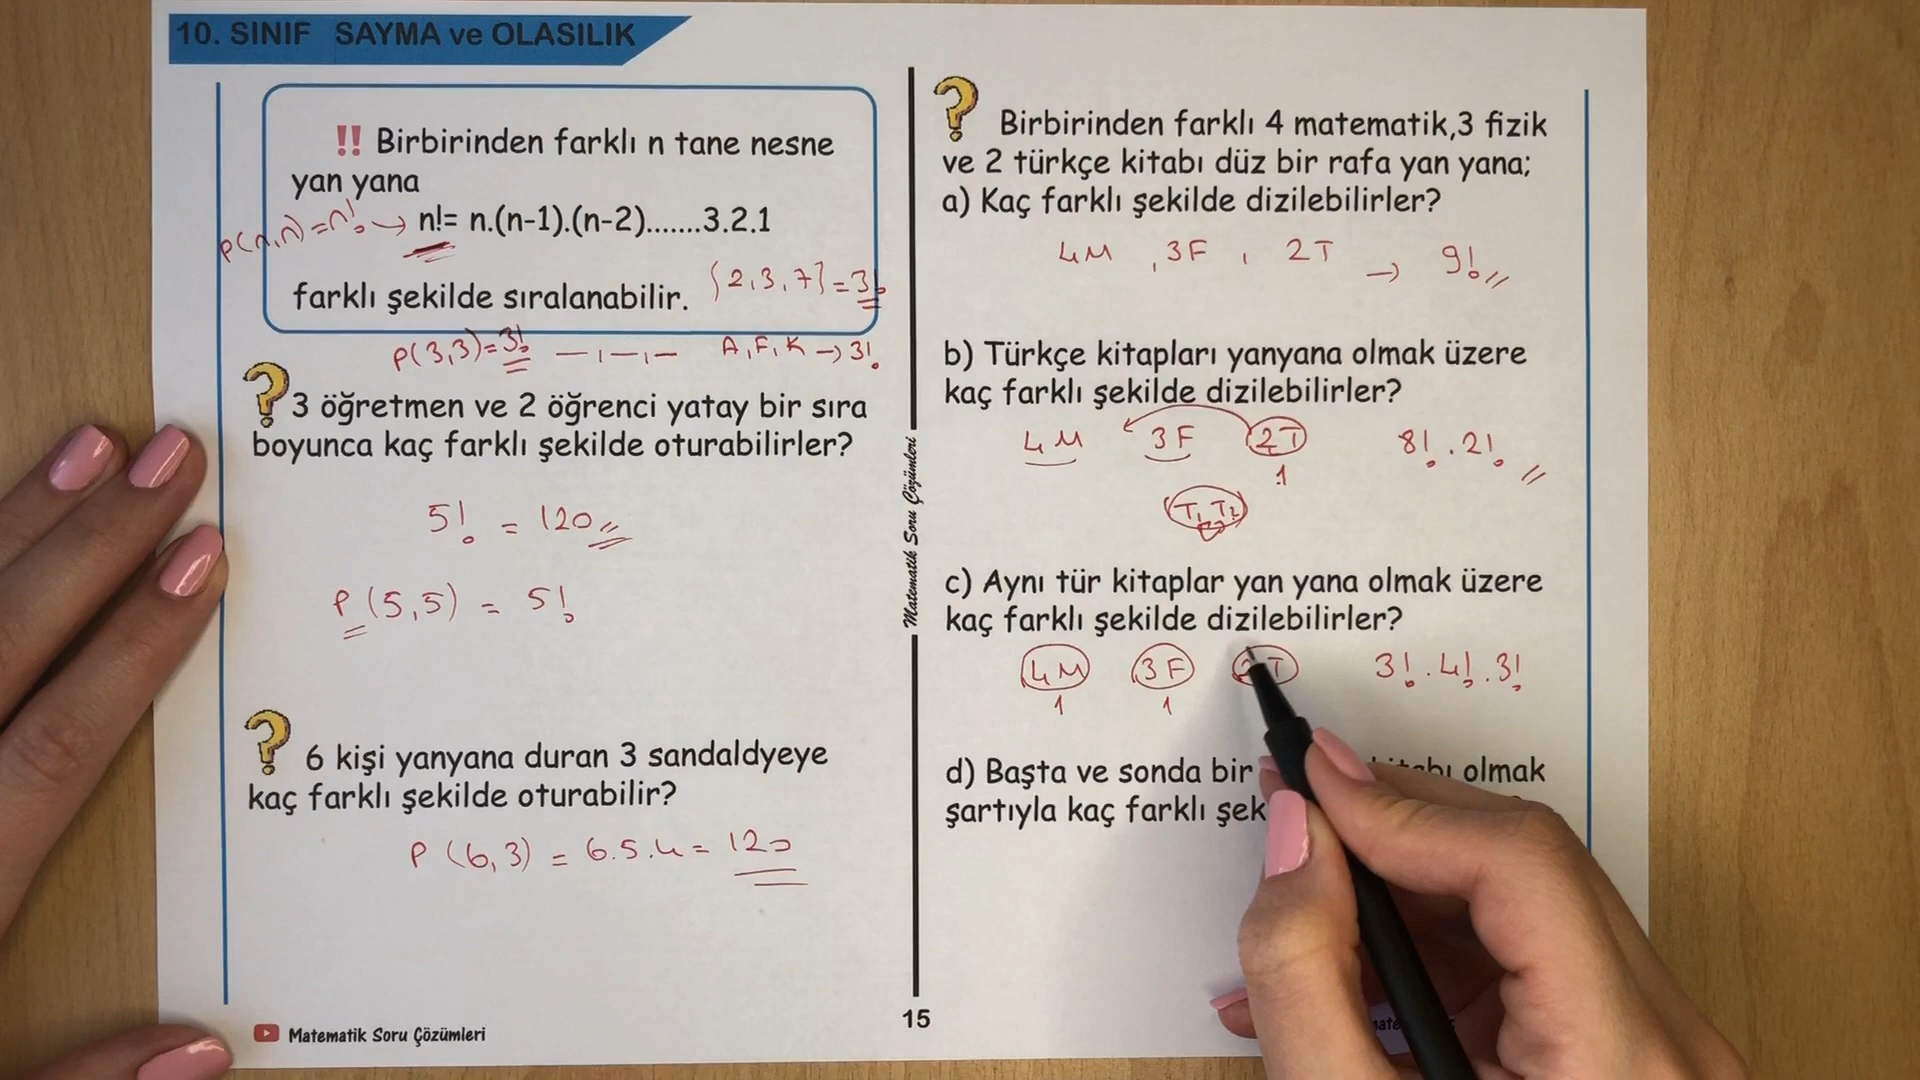 10. SINIF SAYMA ve OLASILIK
!! Birbirinden farklı n tane nesne
yan yana
P(n,n)=n! → n!= n.(n-1).(n-2).......3.2.1
farklı şekilde sıralanabilir. {2,3,7}=3!
P(3,3)=3! —,—,— A,F,K → 3!
? 3 öğretmen ve 2 öğrenci yatay bir sıra
boyunca kaç farklı şekilde oturabilirler?
5! = 120
P(5,5) = 5!
? 6 kişi yanyana duran 3 sandaldyeye
kaç farklı şekilde oturabilir?
P(6,3) = 6.5.4 = 120
Matematik Soru Çözümleri
Matematik Soru Çözümleri
15
? Birbirinden farklı 4 matematik,3 fizik
ve 2 türkçe kitabı düz bir rafa yan yana;
a) Kaç farklı şekilde dizilebilirler?
4M , 3F , 2T → 9!
b) Türkçe kitapları yanyana olmak üzere
kaç farklı şekilde dizilebilirler?
4M 3F 2T 8! . 2!
1
T1 T2
c) Aynı tür kitaplar yan yana olmak üzere
kaç farklı şekilde dizilebilirler?
4M 3F T 3! . 4! . 3!
1 1
d) Başta ve sonda bir olmak
şartıyla kaç farklı